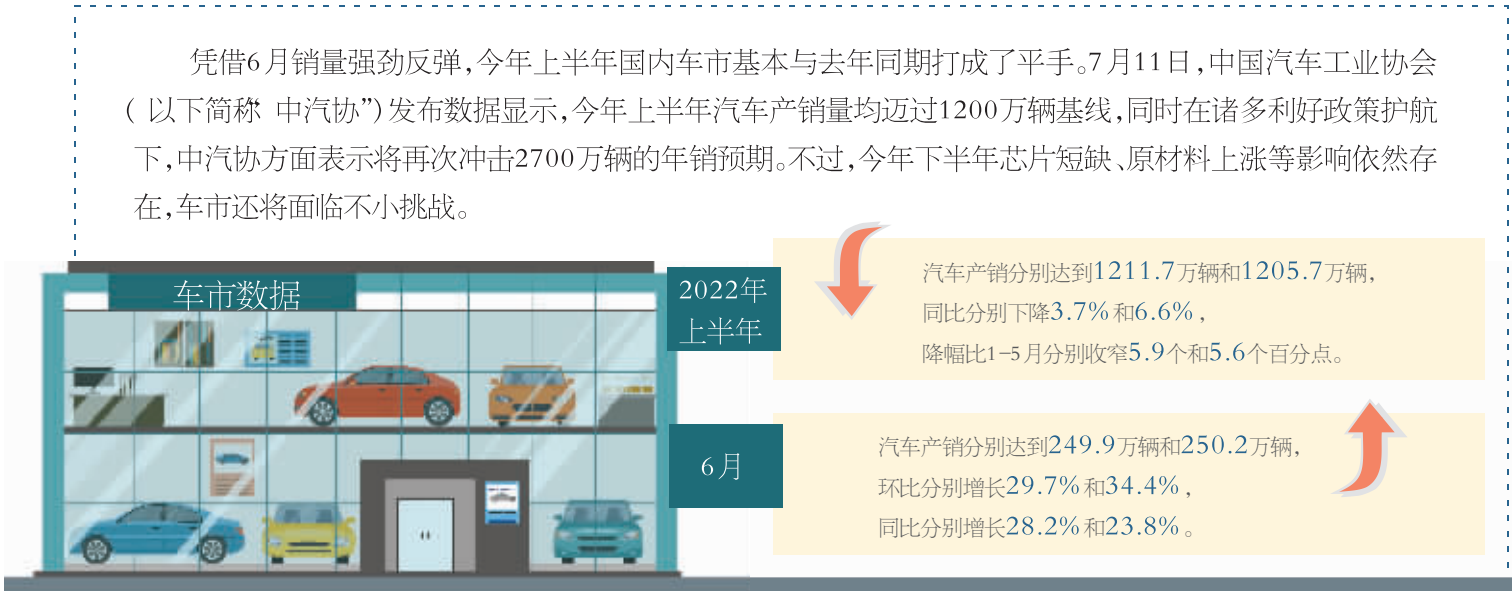 凭借6月销量强劲反弹,今年上半年国内车市基本与去年同期打成了平手。7月11日,中国汽车工业协会
(以下简称“中汽协”)发布数据显示,今年上半年汽车产销量均迈过1200万辆基线,同时在诸多利好政策护航
下,中汽协方面表示将再次冲击2700万辆的年销预期。不过,今年下半年芯片短缺、原材料上涨等影响依然存
在,车市还将面临不小挑战。
车市数据
2022年
上半年
汽车产销分别达到1211.7万辆和1205.7万辆,
同比分别下降3.7%和6.6%,
降幅比1-5月分别收窄5.9个和5.6个百分点。
6月
汽车产销分别达到249.9万辆和250.2万辆,
环比分别增长29.7%和34.4%,
同比分别增长28.2%和23.8%。